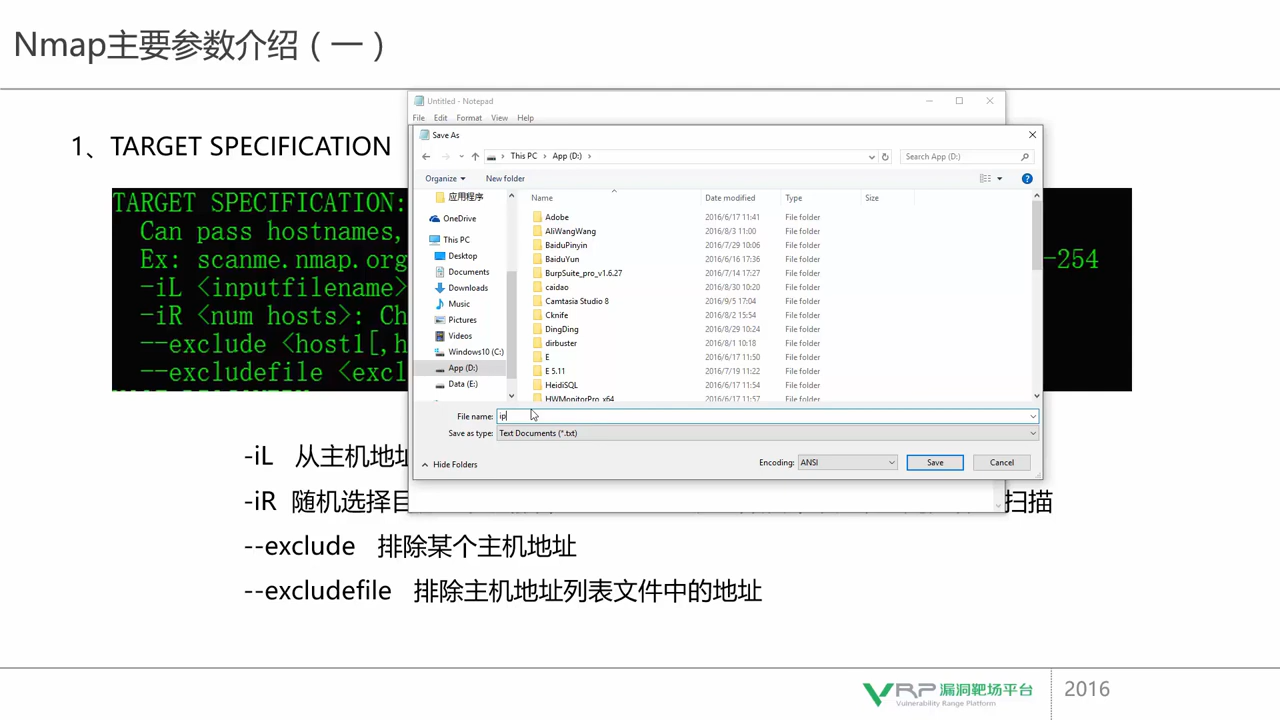 Nmap主要参数介绍（一）
1、TARGET SPECIFICATION
TARGET SPECIFICATION:
Can pass hostnames,
Ex: scanme.nmap.org
-254
-iL <inputfilename>
-iR <num hosts>: Ch
--exclude <host1[,h
--excludefile <excl
Untitled - Notepad
File Edit Format View Help
Save As
This PC > App (D:) >
Search App (D:)
Organize New folder
应用程序
OneDrive
This PC
Desktop
Documents
Downloads
Music
Pictures
Videos
Windows10 (C:)
App (D:)
Data (E:)
Name Date modified Type Size
Adobe 2016/6/17 11:41 File folder
AliWangWang 2016/8/3 11:00 File folder
BaiduPinyin 2016/7/29 10:06 File folder
BaiduYun 2016/6/16 17:36 File folder
BurpSuite_pro_v1.6.27 2016/7/14 17:27 File folder
caidao 2016/8/30 10:20 File folder
Camtasia Studio 8 2016/9/5 17:04 File folder
Cknife 2016/8/2 15:54 File folder
DingDing 2016/8/29 10:24 File folder
dirbuster 2016/8/1 10:18 File folder
E 2016/6/17 11:50 File folder
E 5.11 2016/7/19 11:22 File folder
HeidiSQL 2016/6/17 11:54 File folder
HWMonitorPro_x64 2016/6/17 11:57 File folder
File name: ip
Save as type: Text Documents (*.txt)
Hide Folders
Encoding: ANSI
Save
Cancel
-iL 从主机地址
-iR 随机选择目
扫描
--exclude 排除某个主机地址
--excludefile 排除主机地址列表文件中的地址
VRP 漏洞靶场平台
Vulnerability Range Platform
2016